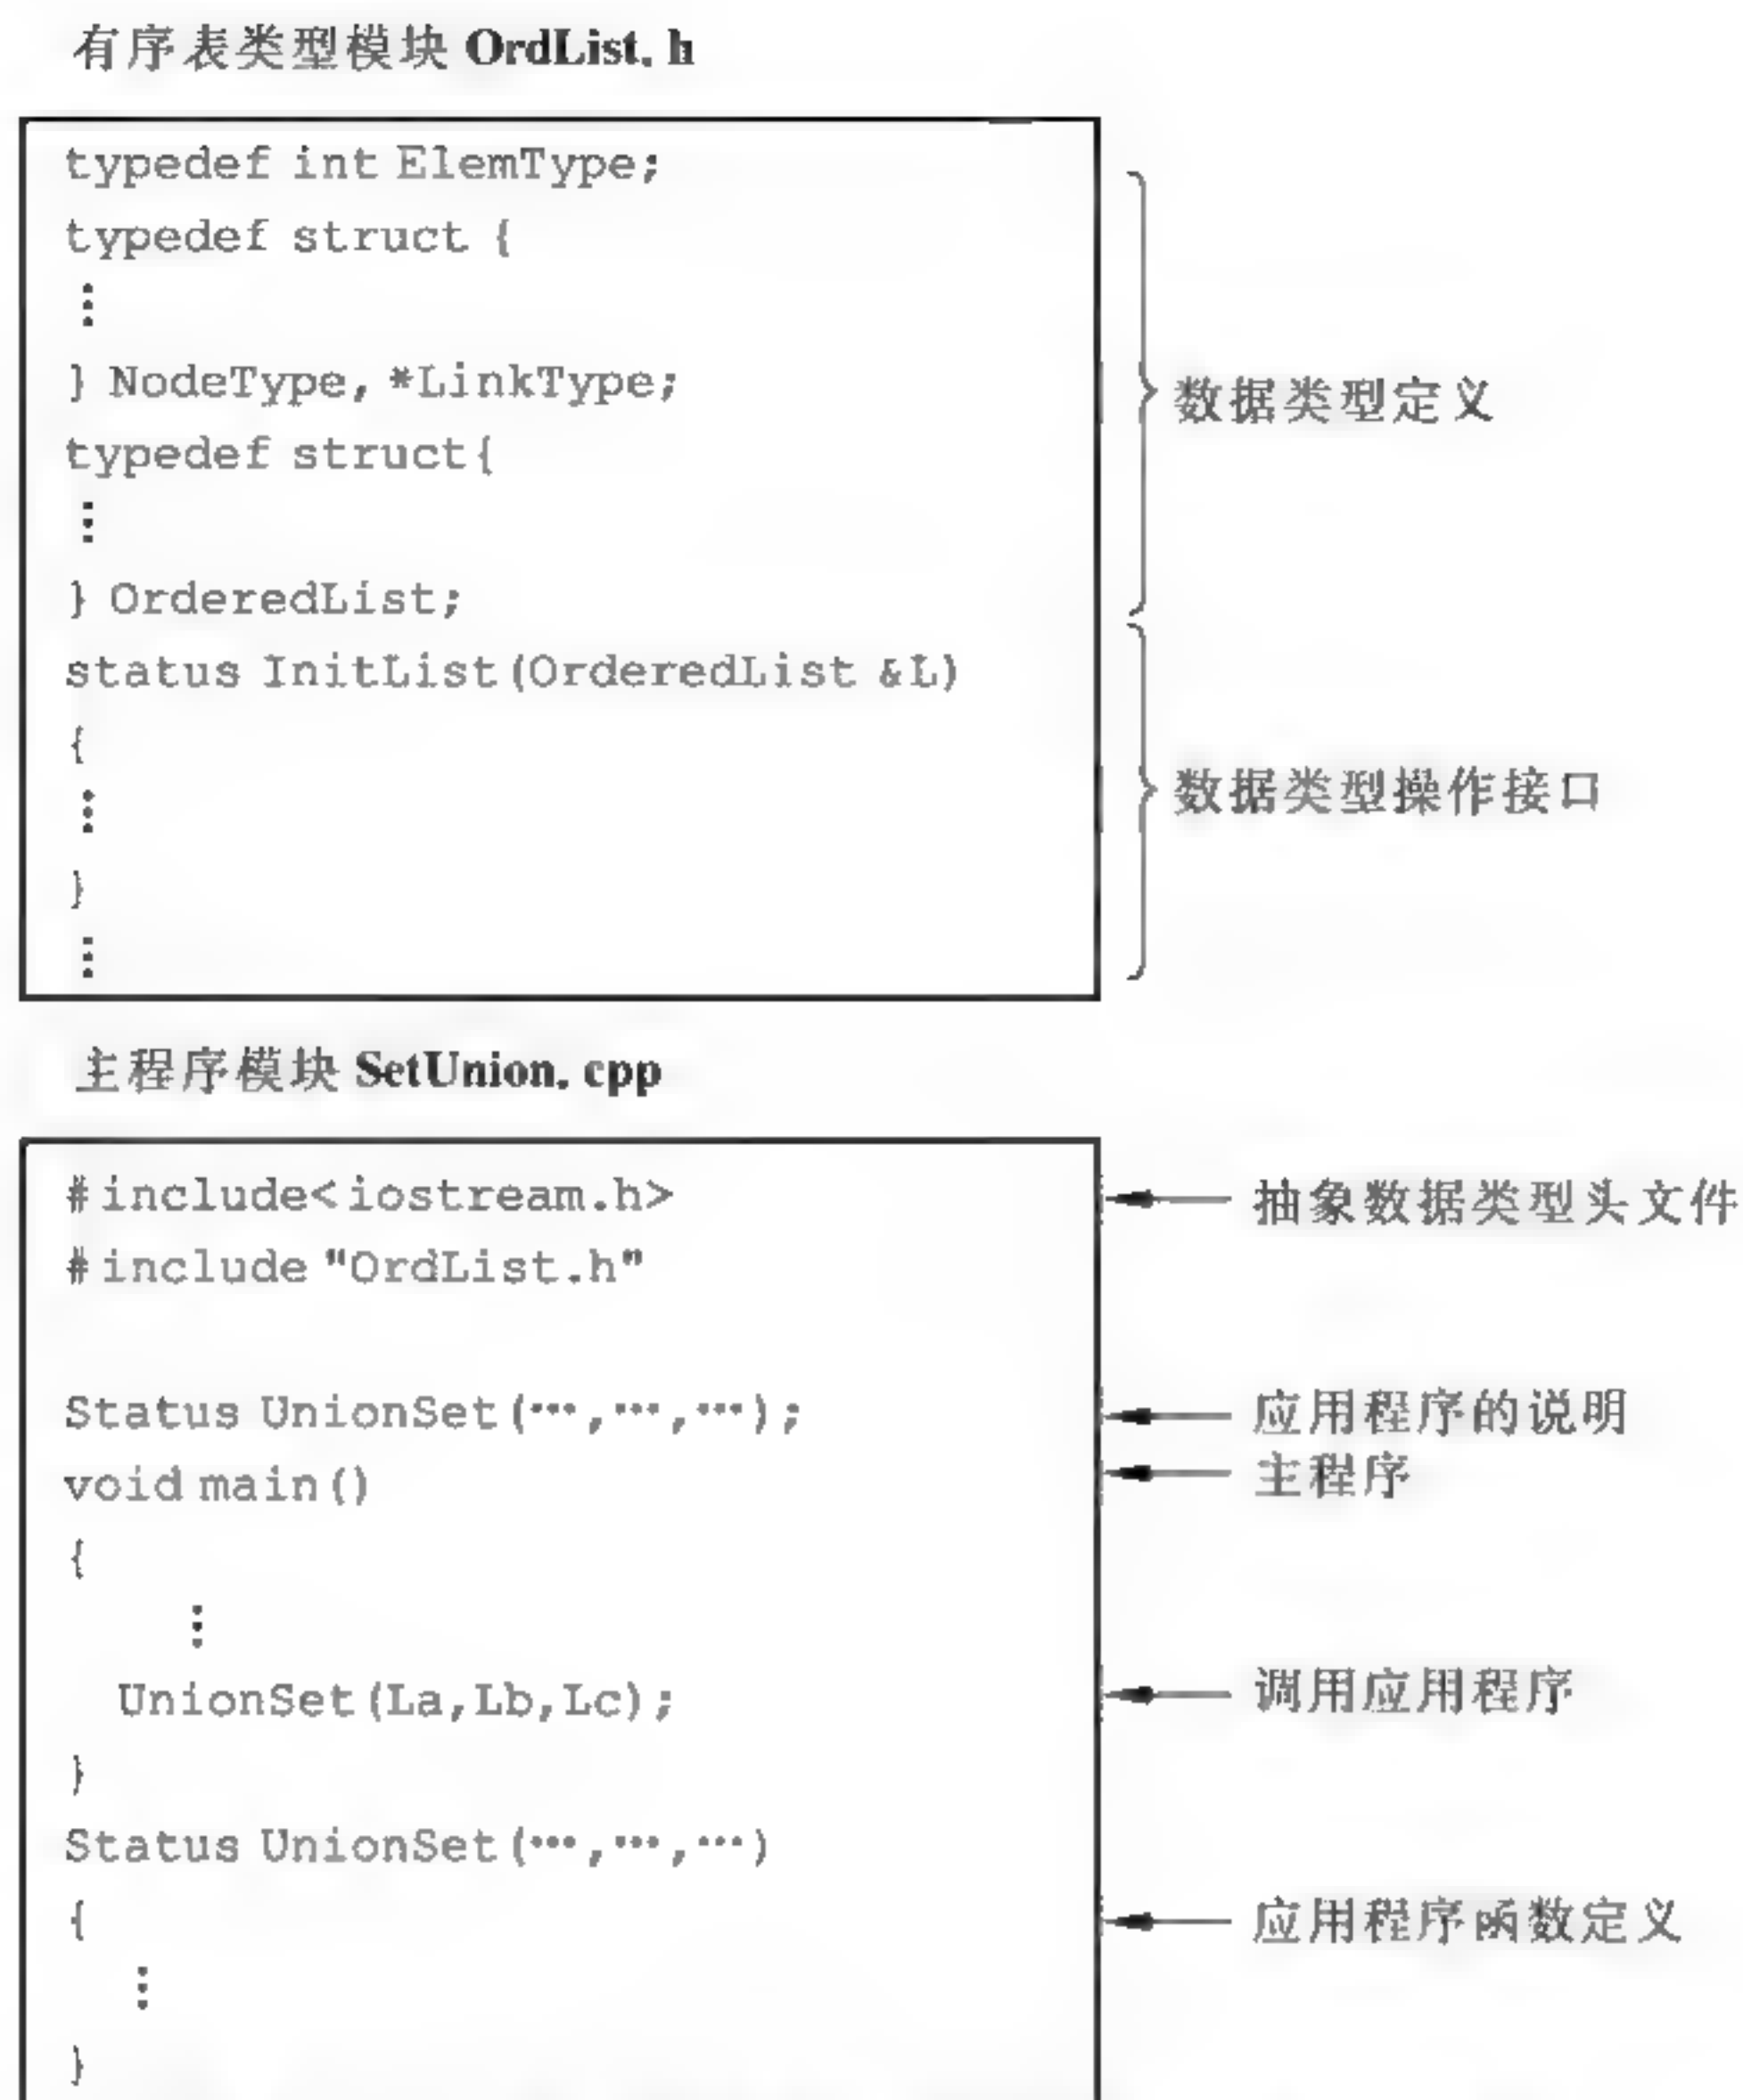 有序表类型模块 OrdList. h
typedef int ElemType;
typedef struct {
⋮
} NodeType, *LinkType;
typedef struct{
⋮
} OrderedList;
数据类型定义
status InitList(OrderedList &L)
{
⋮
}
⋮
数据类型操作接口
主程序模块 SetUnion. cpp
#include<iostream.h>
抽象数据类型头文件
#include "OrdList.h"
Status UnionSet(…,…,…);
应用程序的说明
void main()
主程序
{
⋮
UnionSet(La,Lb,Lc);
调用应用程序
}
Status UnionSet(…,…,…)
{
应用程序函数定义
⋮
}